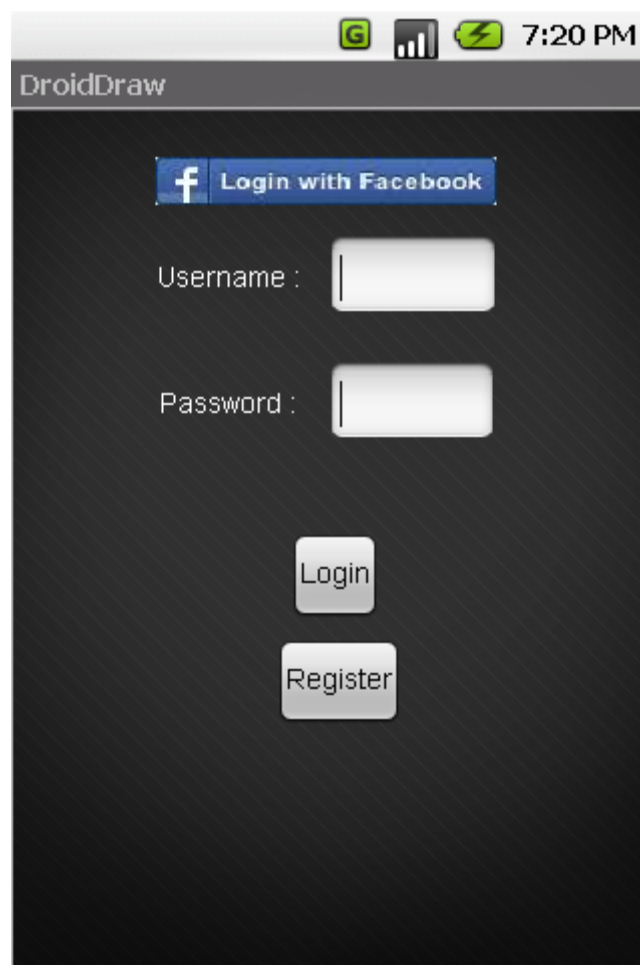 G 7:20 PM
DroidDraw
f Login with Facebook
Username :
Password :
Login
Register